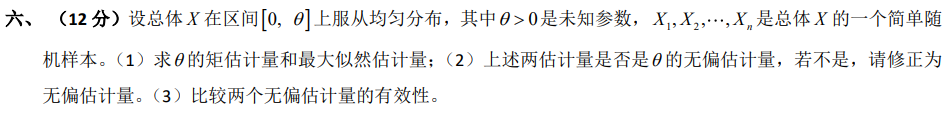 六、（12 分）设总体 X 在区间[0, θ]上服从均匀分布，其中θ>0是未知参数，X₁,X₂,⋯,Xₙ是总体 X 的一个简单随
机样本。（1）求θ的矩估计量和最大似然估计量；（2）上述两估计量是否是θ的无偏估计量，若不是，请修正为
无偏估计量。（3）比较两个无偏估计量的有效性。